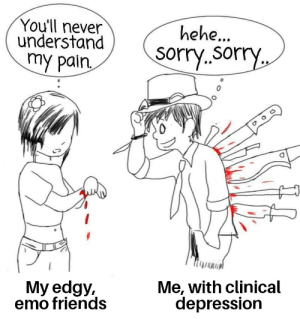 You'll never
understand
my pain.
hehe...
sorry..sorry..
My edgy,
emo friends
Me, with clinical
depression